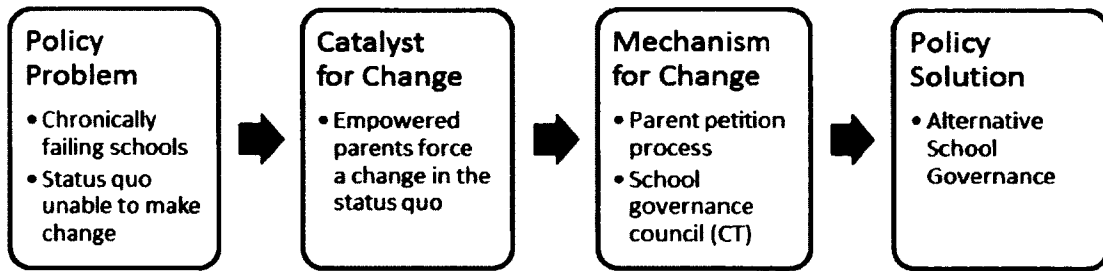 Policy
Problem
• Chronically
failing schools
• Status quo
unable to make
change
Catalyst
for Change
• Empowered
parents force
a change in the
status quo
Mechanism
for Change
• Parent petition
process
• School
governance
council (CT)
Policy
Solution
• Alternative
School
Governance